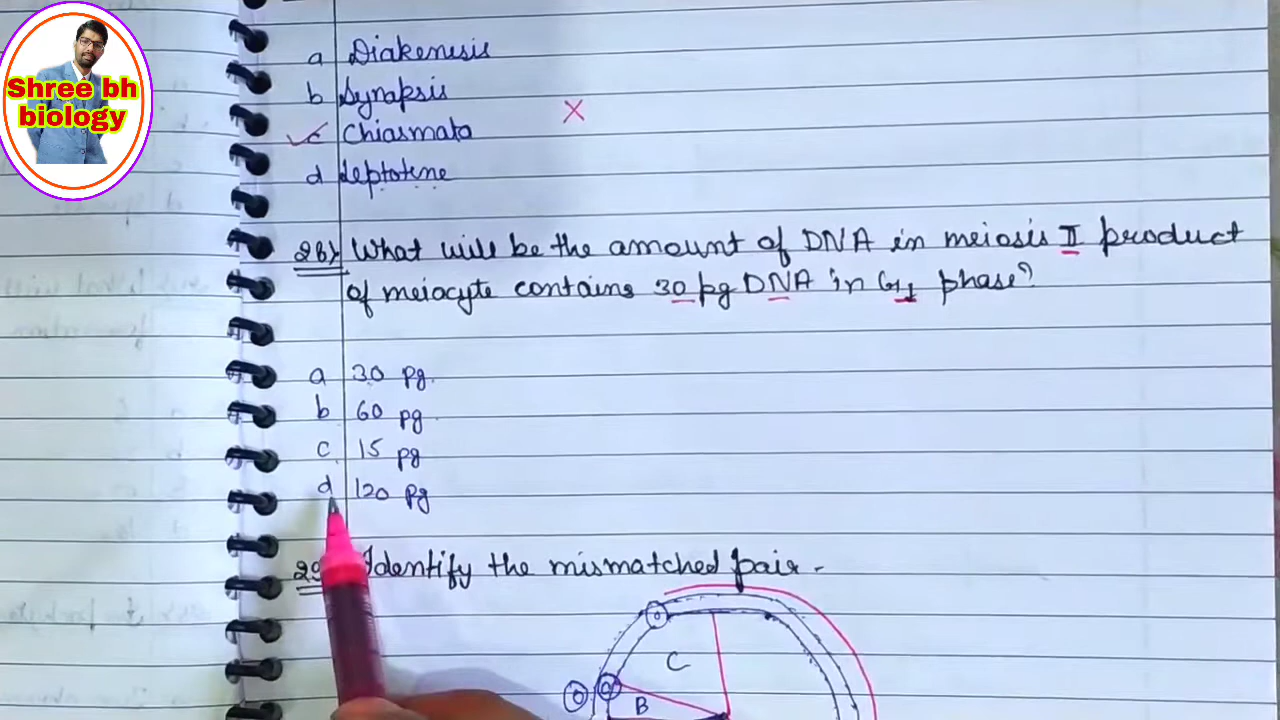 Shree bh
biology
a Diakenesis
b Synapsis
c Chiasmata
d Leptotene
28) What will be the amount of DNA in meiosis II product
of meiocyte contains 30 pg DNA in G1 phase?
a 30 pg.
b 60 pg
c 15 pg
d 120 pg
29 Identify the mismatched pair.
C
B